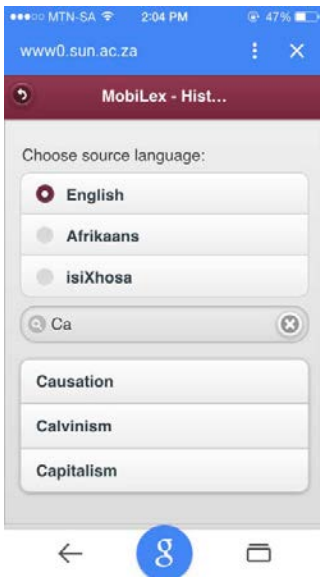 MTN-SA 2:04 PM 47%
www0.sun.ac.za
MobiLex - Hist...
Choose source language:
English
Afrikaans
isiXhosa
Ca
Causation
Calvinism
Capitalism
g